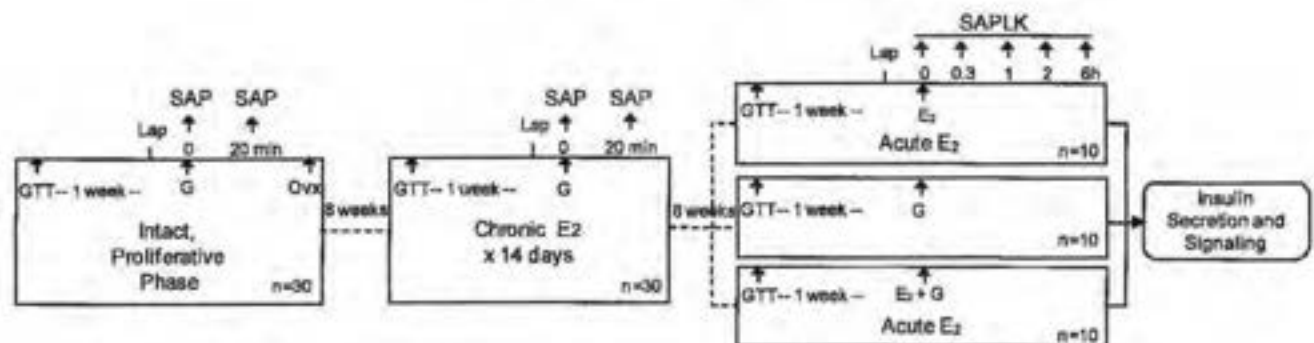 SAPLK
Lap
0 0.3 1 2 6h
GTT-- 1 week --
E₂
Acute E₂
n=10
SAP SAP
Lap
0 20 min
GTT-- 1 week --
G
Ovx
Intact,
Proliferative
Phase
n=30
8 weeks
SAP SAP
Lap
0 20 min
GTT-- 1 week --
G
Chronic E2
x 14 days
n=30
8 weeks
GTT-- 1 week --
G
n=10
GTT-- 1 week --
E₂ + G
Acute E₂
n=10
Insulin
Secretion and
Signaling